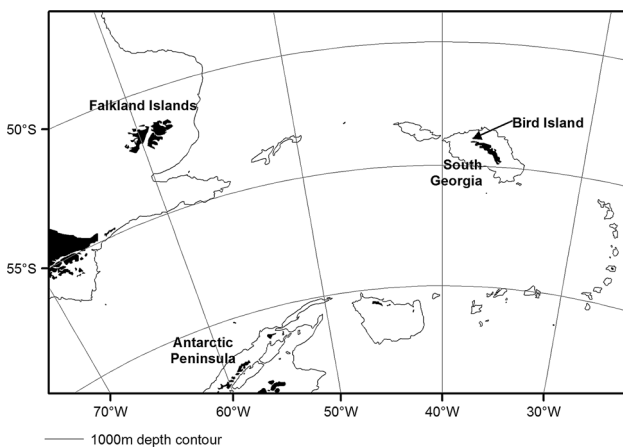 Falkland Islands
50°S
Bird Island
South
Georgia
55°S
Antarctic
Peninsula
70°W
60°W
50°W
40°W
30°W
1000m depth contour